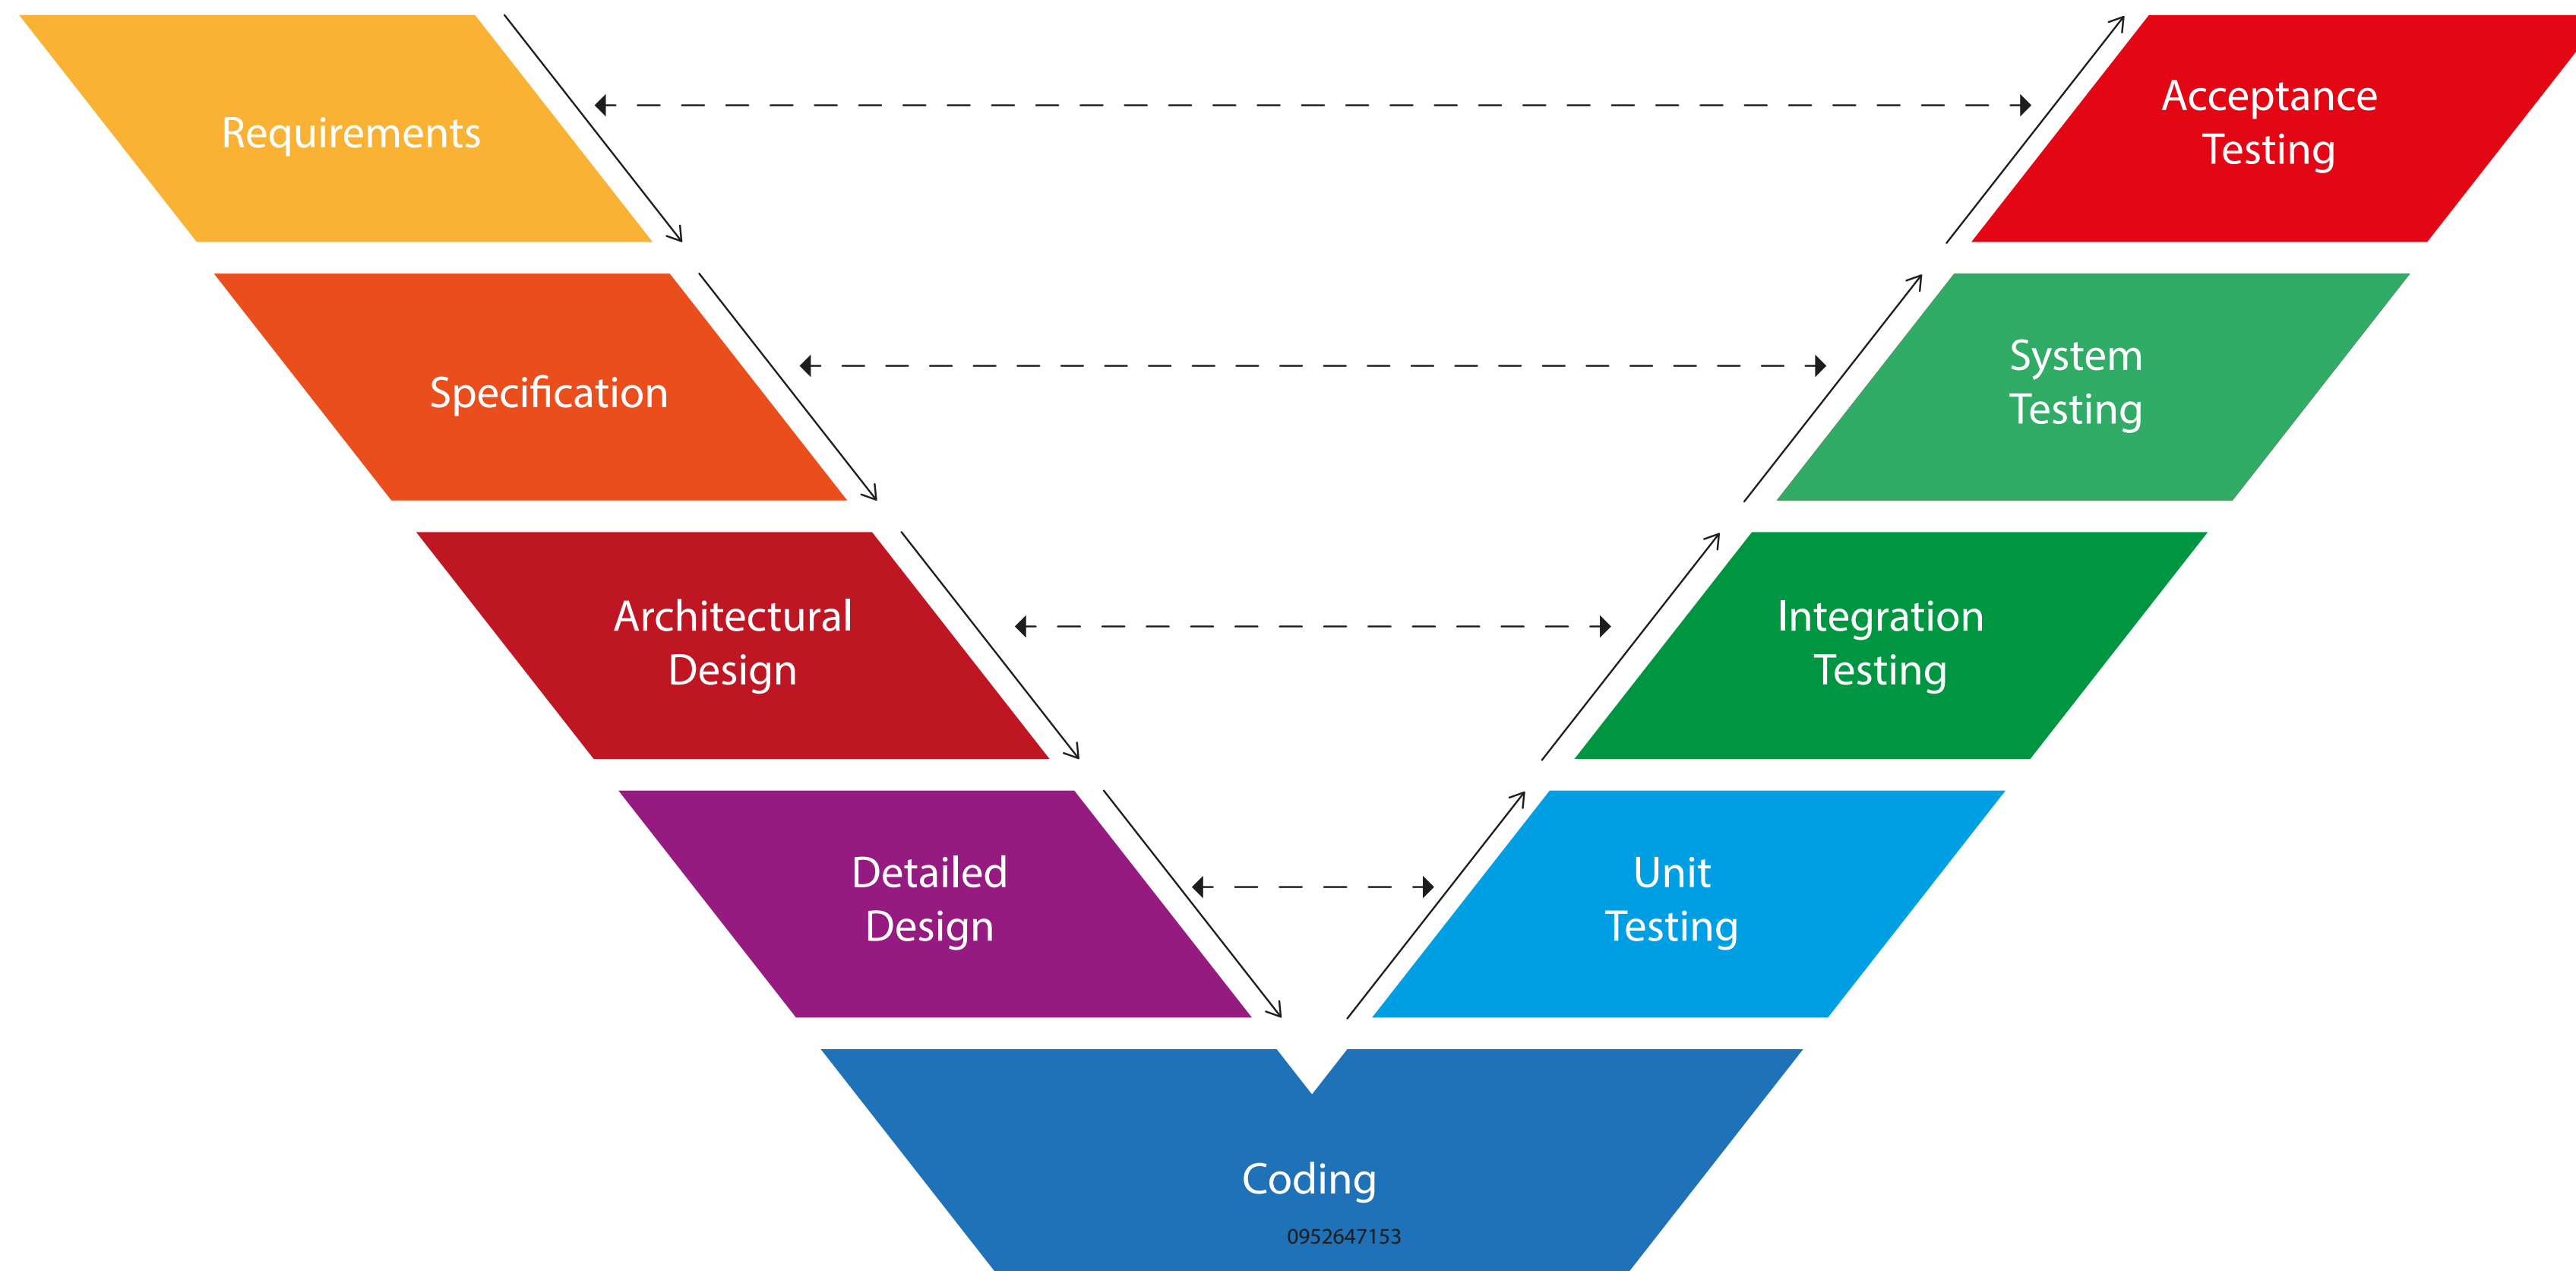 Requirements
Acceptance
Testing
Specification
System
Testing
Architectural
Design
Integration
Testing
Detailed
Design
Unit
Testing
Coding
0952647153